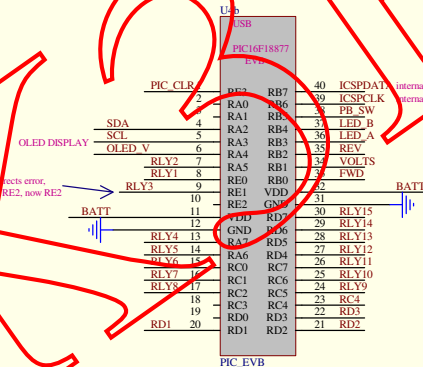 U4b
USB
PIC16F18877
EVB
PIC_CLR RE3 RB7 40 ICSPDATA interna
2 RA0 RB6 39 ICSPCLK interna
3 RA1 RB5 38 PB_SW
SDA 4 RA2 RB4 37 LED_B
SCL 5 RA3 RB3 36 LED_A
OLED DISPLAY
OLED_V 6 RA4 RB2 35 REV
RLY2 7 RA5 RB1 34 VOLTS
RLY1 8 RE0 RB0 33 FWD
rects error,
RE2, now RE2
RLY3 9 RE1 VDD 32 BATT
10 RE2 GND 31
BATT 11 VDD RD7 30 RLY15
12 GND RD6 29 RLY14
RLY4 13 RA7 RD5 28 RLY13
RLY5 14 RA6 RD4 27 RLY12
RLY6 15 RC0 RC7 26 RLY11
RLY7 16 RC1 RC6 25 RLY10
RLY8 17 RC2 RC5 24 RLY9
18 RC3 RC4 23 RC4
19 RD0 RD3 22 RD3
RD1 20 RD1 RD2 21 RD2
PIC_EVB